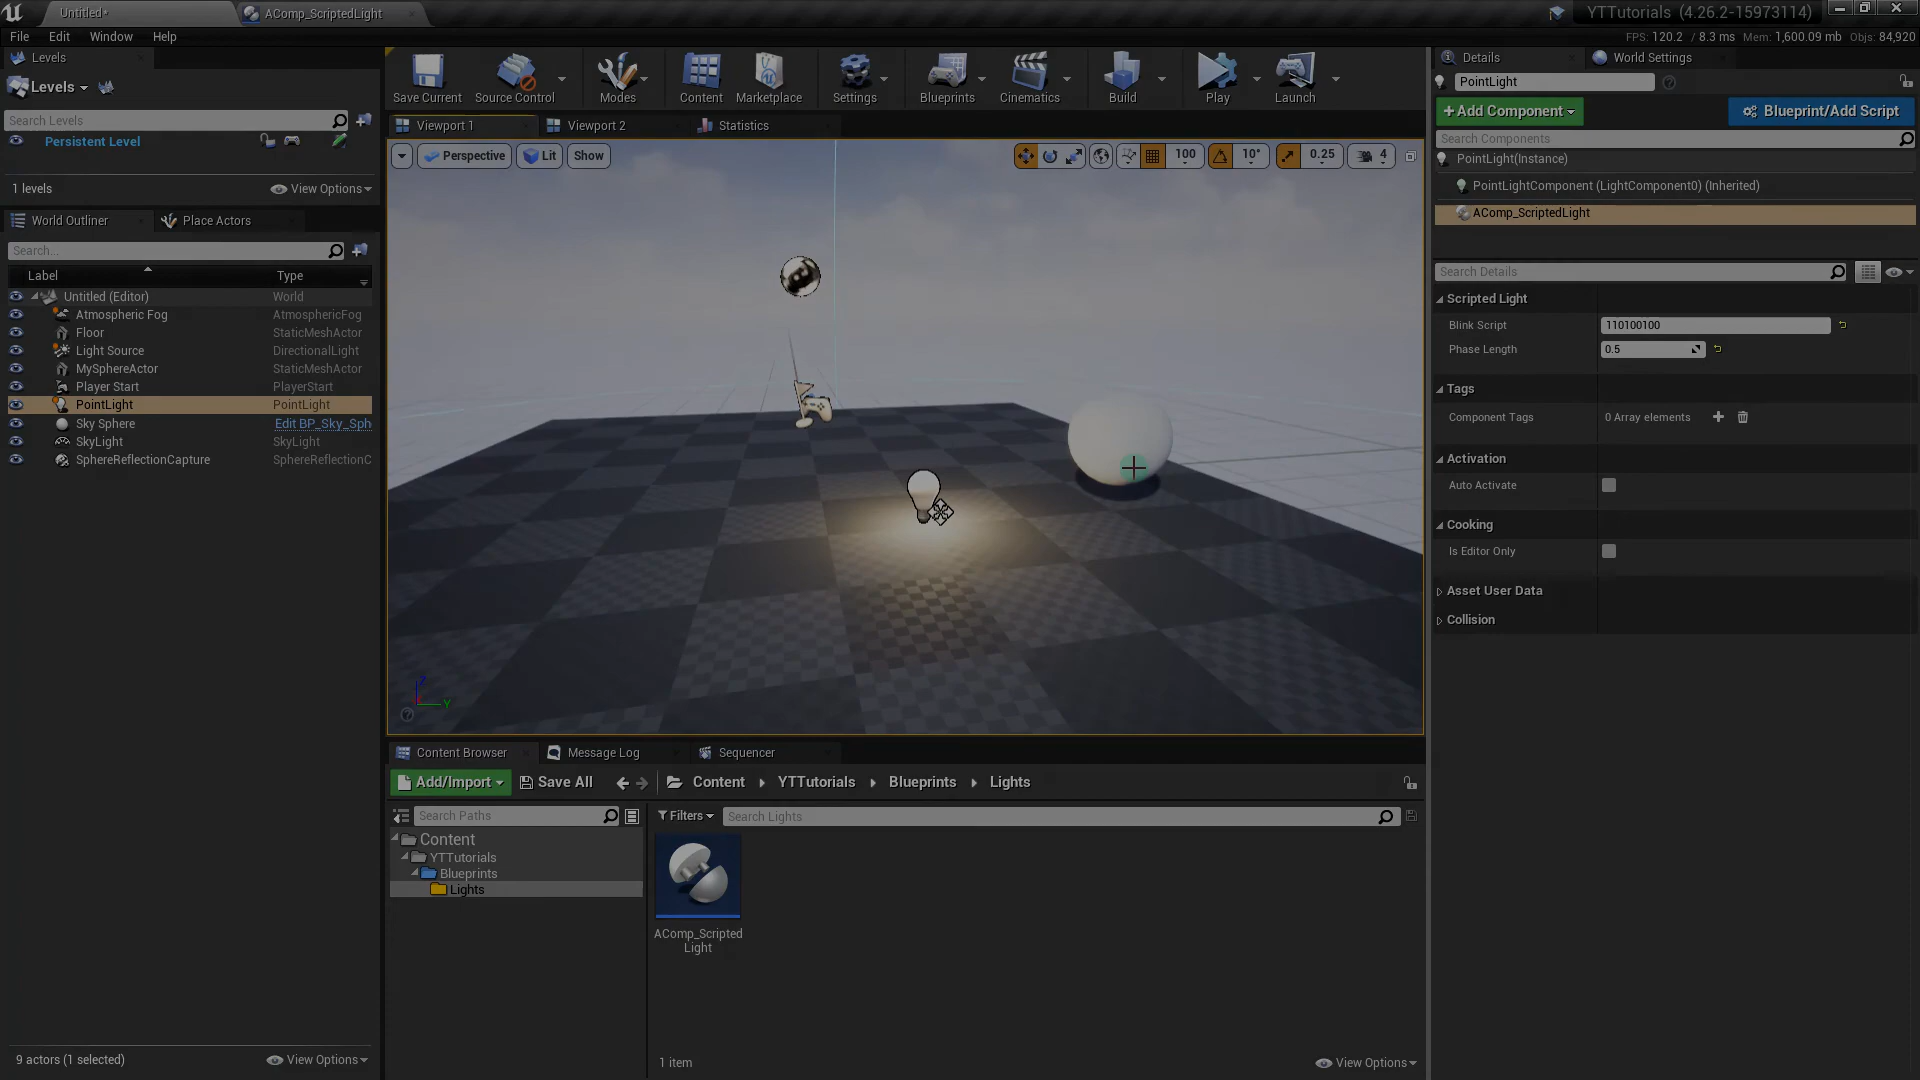 Untitled*
AComp_ScriptedLight
YTTutorials (4.26.2-15973114)
File Edit Window Help
FPS: 120.2 / 8.3 ms Mem: 1,600.09 mb Objs: 84,920
Levels
Levels
Search Levels
Persistent Level
1 levels
View Options
World Outliner
Place Actors
Search...
Label Type
Untitled (Editor) World
Atmospheric Fog AtmosphericFog
Floor StaticMeshActor
Light Source DirectionalLight
MySphereActor StaticMeshActor
Player Start PlayerStart
PointLight PointLight
Sky Sphere Edit BP_Sky_Sph
SkyLight SkyLight
SphereReflectionCapture SphereReflectionC
9 actors (1 selected)
View Options
Save Current
Source Control
Modes
Content
Marketplace
Settings
Blueprints
Cinematics
Build
Play
Launch
Viewport 1
Viewport 2
Statistics
Perspective
Lit
Show
100
10°
0.25
4
Z
Y
Content Browser
Message Log
Sequencer
Add/Import
Save All
Content
YTTutorials
Blueprints
Lights
Search Paths
Filters
Search Lights
Content
YTTutorials
Blueprints
Lights
AComp_Scripted
Light
1 item
View Options
Details
World Settings
PointLight
+Add Component
Blueprint/Add Script
Search Components
PointLight(Instance)
PointLightComponent (LightComponent0) (Inherited)
AComp_ScriptedLight
Search Details
Scripted Light
Blink Script 110100100
Phase Length 0.5
Tags
Component Tags 0 Array elements
Activation
Auto Activate
Cooking
Is Editor Only
Asset User Data
Collision